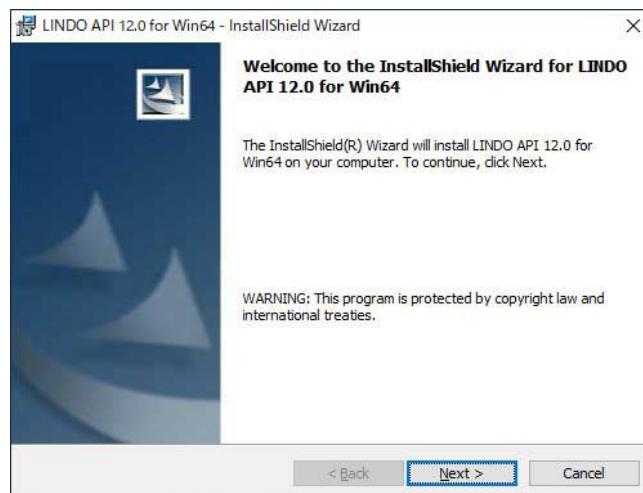 LINDO API 12.0 for Win64 - InstallShield Wizard
Welcome to the InstallShield Wizard for LINDO
API 12.0 for Win64
The InstallShield(R) Wizard will install LINDO API 12.0 for
Win64 on your computer. To continue, click Next.
WARNING: This program is protected by copyright law and
international treaties.
< Back
Next >
Cancel